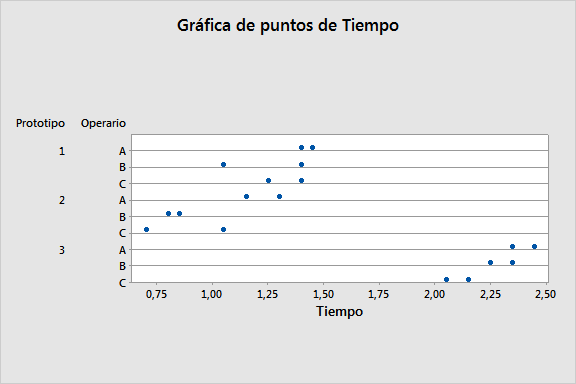 Gráfica de puntos de Tiempo
Prototipo Operario
1 A
B
C
2 A
B
C
3 A
B
C
0,75 1,00 1,25 1,50 1,75 2,00 2,25 2,50
Tiempo